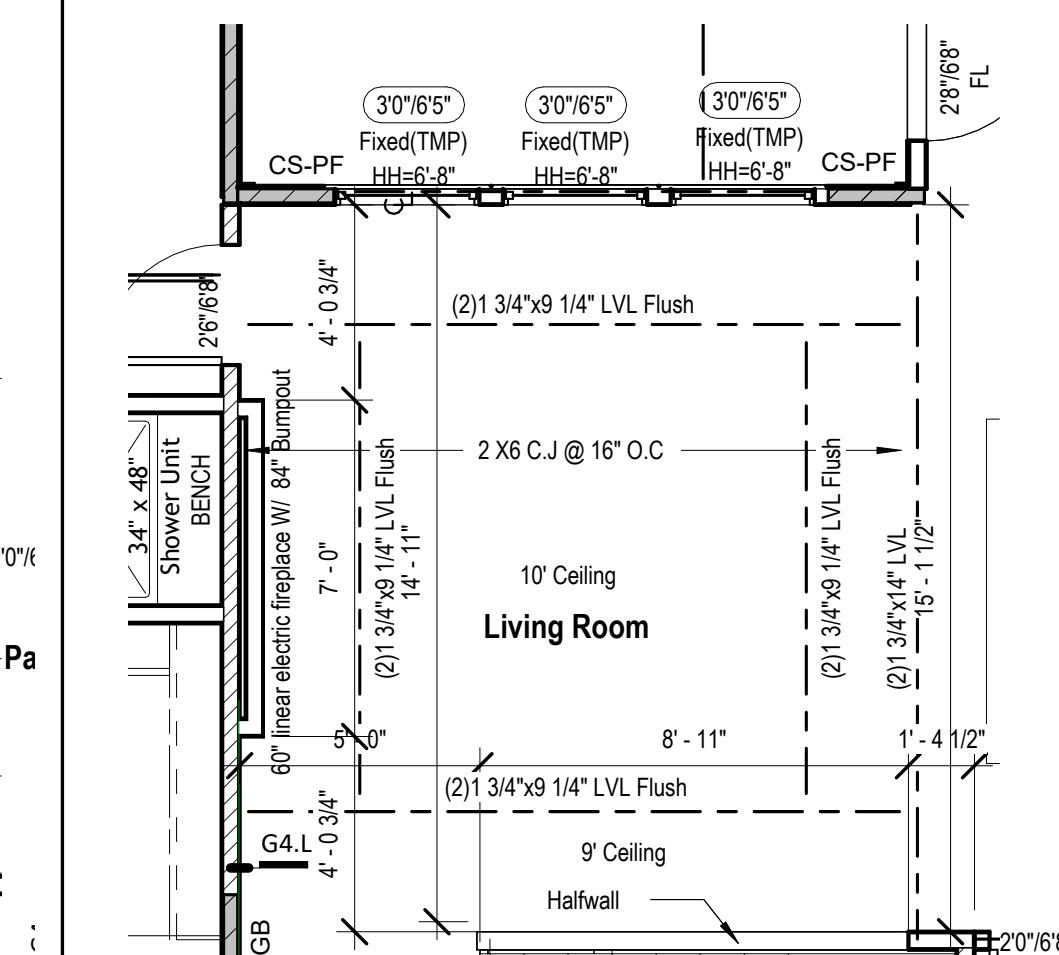 3'0"/6'5"
Fixed(TMP)
HH=6'-8"
3'0"/6'5"
Fixed(TMP)
HH=6'-8"
3'0"/6'5"
Fixed(TMP)
HH=6'-8"
2'8"/6'8"
FL
CS-PF
CS-PF
2'6"/6'8"
4' - 0 3/4"
(2)1 3/4"x9 1/4" LVL Flush
60" linear electric fireplace W/ 84" Bumpout
2 X6 C.J @ 16" O.C
34" x 48"
Shower Unit
BENCH
7' - 0"
(2)1 3/4"x9 1/4" LVL Flush
14' - 11"
10' Ceiling
Living Room
(2)1 3/4"x9 1/4" LVL Flush
(2)1 3/4"x14" LVL
15' - 1 1/2"
Pa
5' - 0"
8' - 11"
1' - 4 1/2"
(2)1 3/4"x9 1/4" LVL Flush
4' - 0 3/4"
G4.L
9' Ceiling
Halfwall
GB
2'0"/6'8